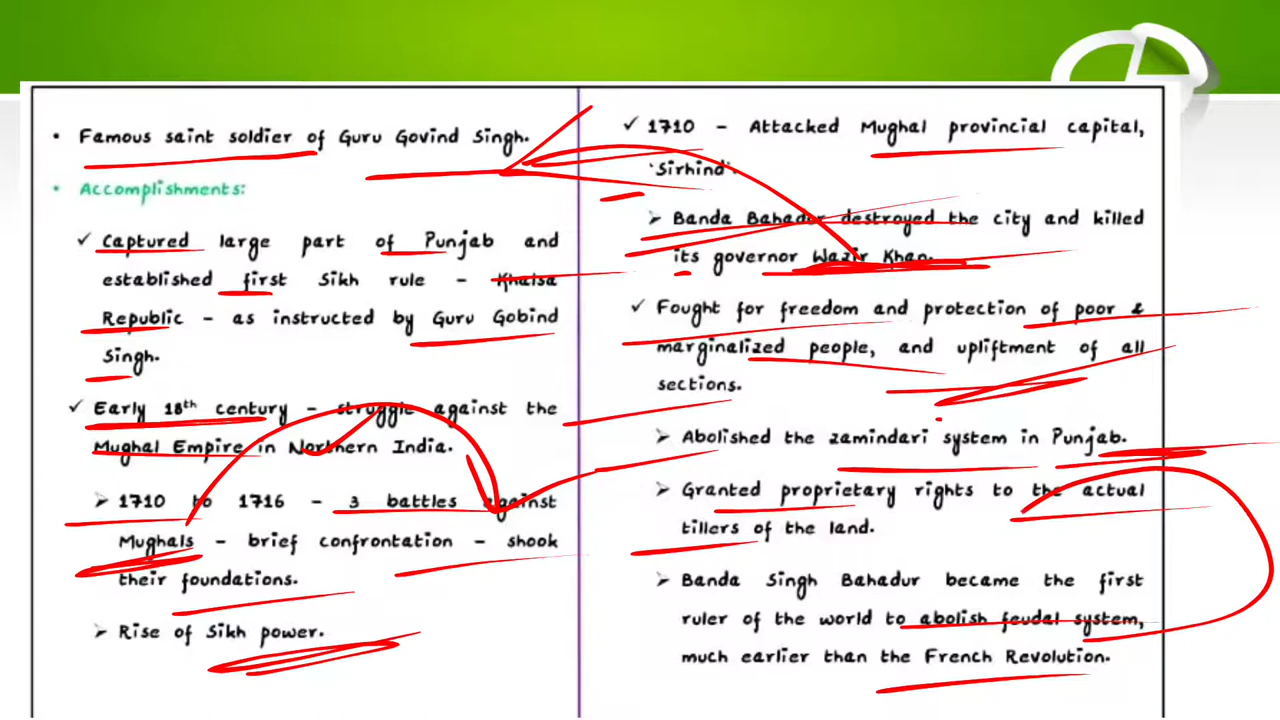 • Famous saint soldier of Guru Govind Singh.
• Accomplishments:
✓ Captured large part of Punjab and
established first Sikh rule – Khalsa
Republic – as instructed by Guru Gobind
Singh.
✓ Early 18th century – struggle against the
Mughal Empire in Northern India.
➢ 1710 to 1716 – 3 battles against
Mughals – brief confrontation – shook
their foundations.
➢ Rise of Sikh power.
✓ 1710 – Attacked Mughal provincial capital,
'Sirhind'.
➢ Banda Bahadur destroyed the city and killed
its governor Wazir Khan.
✓ Fought for freedom and protection of poor &
marginalized people, and upliftment of all
sections.
➢ Abolished the zamindari system in Punjab.
➢ Granted proprietary rights to the actual
tillers of the land.
➢ Banda Singh Bahadur became the first
ruler of the world to abolish feudal system,
much earlier than the French Revolution.